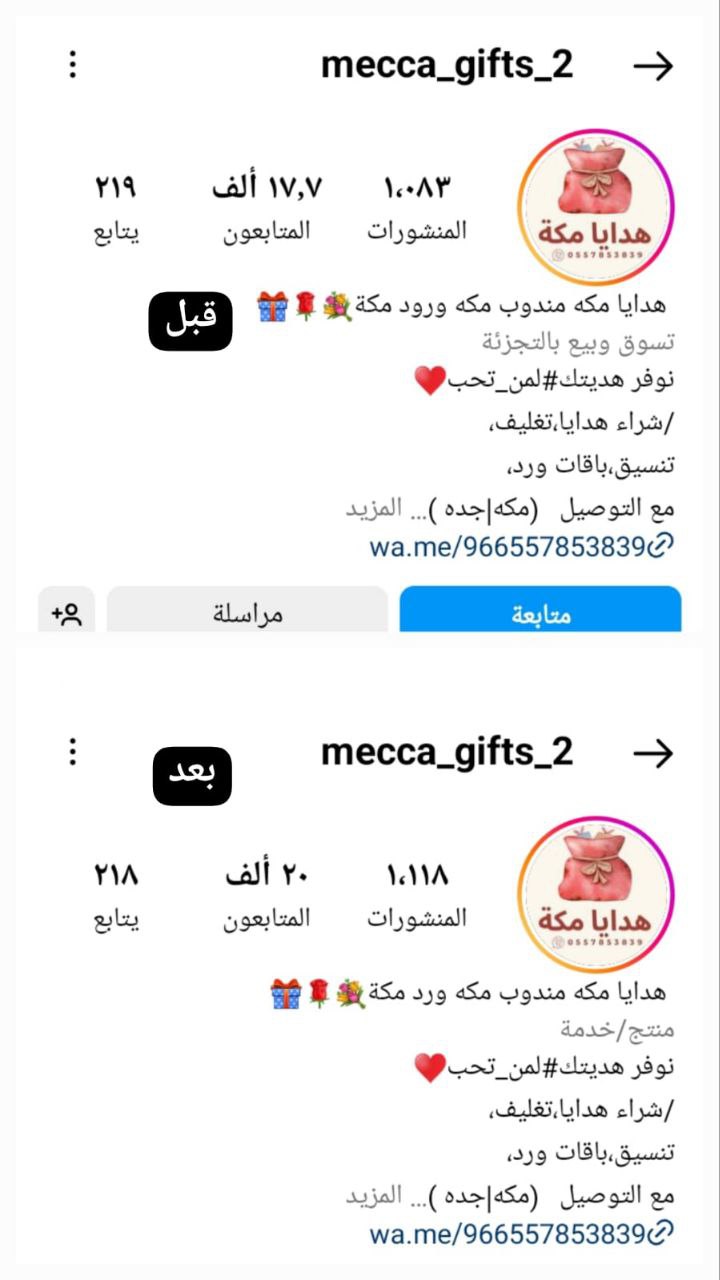 mecca_gifts_2
١،٠٨٣ ١٧,٧ ألف ٢١٩
المنشورات المتابعون يتابع
هدايا مكة
0557853839
هدايا مكه مندوب مكه ورود مكة💐🌹🎁
قبل
تسوق وبيع بالتجزئة
نوفر هديتك#لمن_تحب❤️
/شراء هدايا،تغليف،
تنسيق،باقات ورد،
مع التوصيل (مكه|جده )... المزيد
wa.me/966557853839
متابعة مراسلة
mecca_gifts_2
بعد
١،١١٨ ٢٠ ألف ٢١٨
المنشورات المتابعون يتابع
هدايا مكة
0557853839
هدايا مكه مندوب مكه ورد مكة💐🌹🎁
منتج/خدمة
نوفر هديتك#لمن_تحب❤️
/شراء هدايا،تغليف،
تنسيق،باقات ورد،
مع التوصيل (مكه|جده )... المزيد
wa.me/966557853839